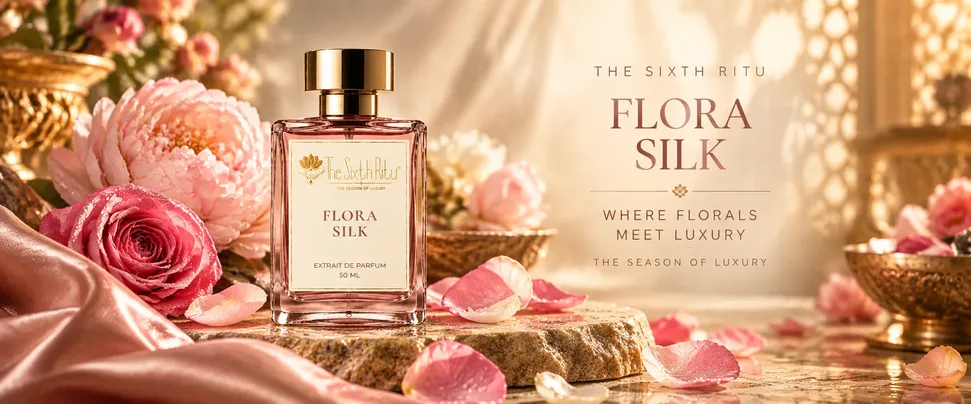 The Sixth Ritu
THE SEASON OF LUXURY
FLORA
SILK
EXTRAIT DE PARFUM
50 ML
THE SIXTH RITU
FLORA
SILK
WHERE FLORALS
MEET LUXURY
THE SEASON OF LUXURY